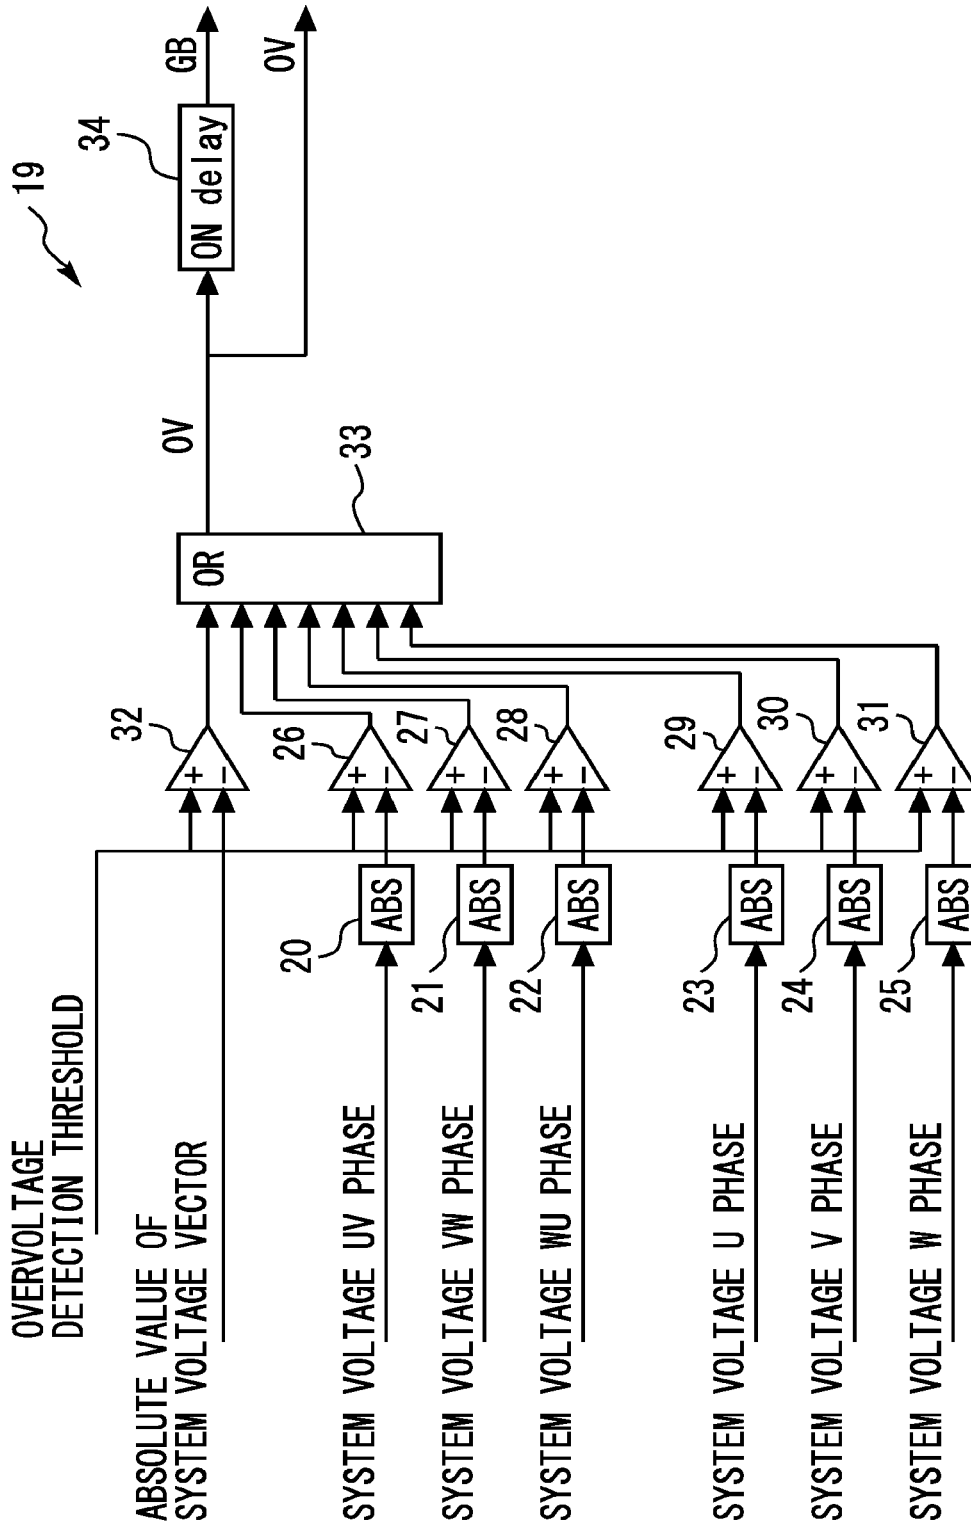 19
OVERVOLTAGE
DETECTION THRESHOLD
ABSOLUTE VALUE OF
SYSTEM VOLTAGE VECTOR
32
+
−
OR
33
OV
34
ON delay
GB
OV
SYSTEM VOLTAGE UV PHASE
20
ABS
26
+
−
SYSTEM VOLTAGE VW PHASE
21
ABS
27
+
−
SYSTEM VOLTAGE WU PHASE
22
ABS
28
+
−
SYSTEM VOLTAGE U PHASE
23
ABS
29
+
−
SYSTEM VOLTAGE V PHASE
24
ABS
30
+
−
SYSTEM VOLTAGE W PHASE
25
ABS
31
+
−